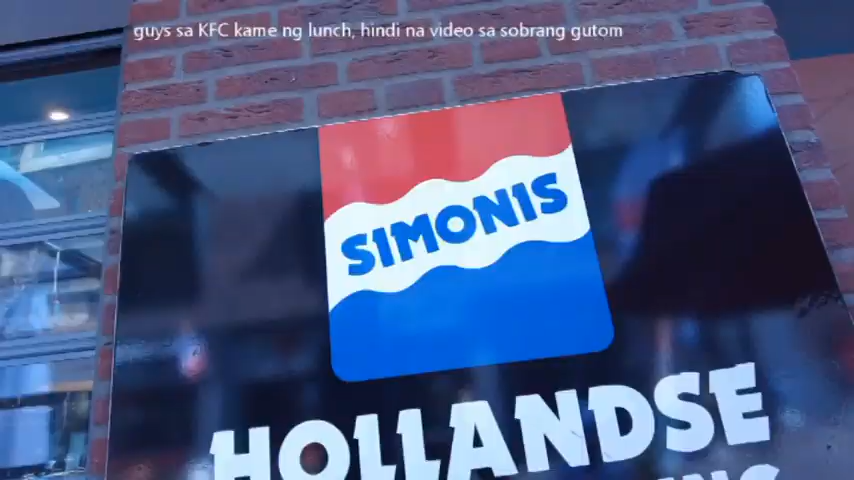 guys sa KFC kame ng lunch, hindi na video sa sobrang gutom
SIMONIS
HOLLANDSE